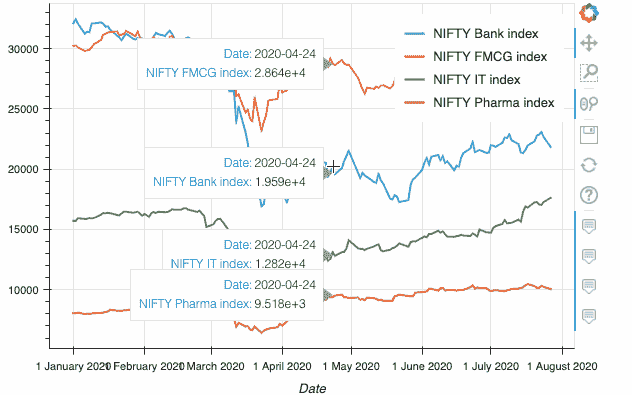 30000
25000
20000
15000
10000
NIFTY Bank index
NIFTY FMCG index
NIFTY IT index
NIFTY Pharma index
Date: 2020-04-24
NIFTY FMCG index: 2.864e+4
Date: 2020-04-24
NIFTY Bank index: 1.959e+4
Date: 2020-04-24
NIFTY IT index: 1.282e+4
Date: 2020-04-24
NIFTY Pharma index: 9.518e+3
1 January 2020 1 February 2020 1 March 2020 1 April 2020 1 May 2020 1 June 2020 1 July 2020 1 August 2020
Date